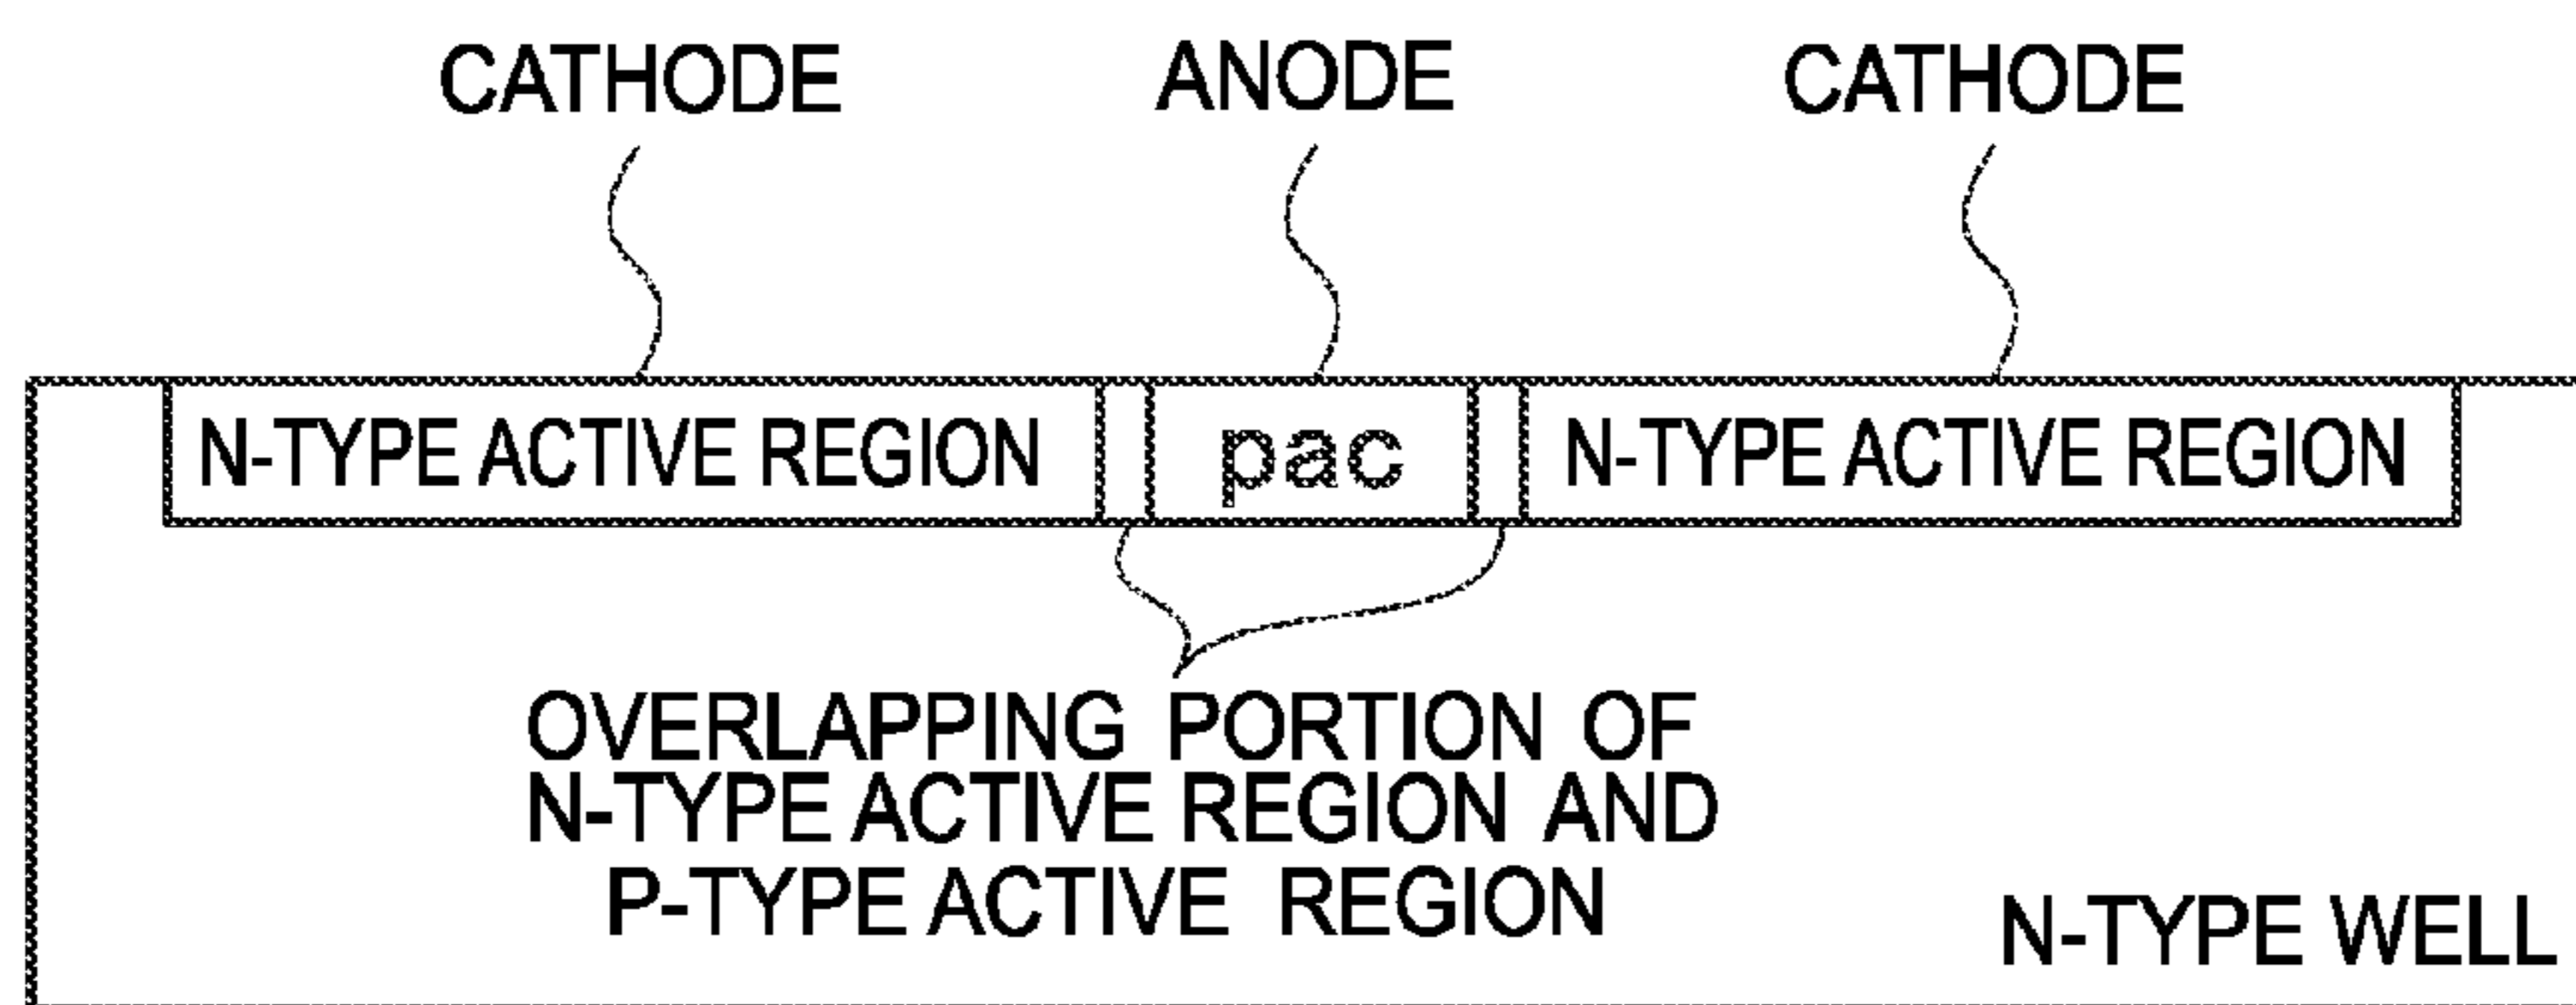 CATHODE ANODE CATHODE
N-TYPE ACTIVE REGION pac N-TYPE ACTIVE REGION
OVERLAPPING PORTION OF
N-TYPE ACTIVE REGION AND
P-TYPE ACTIVE REGION
N-TYPE WELL